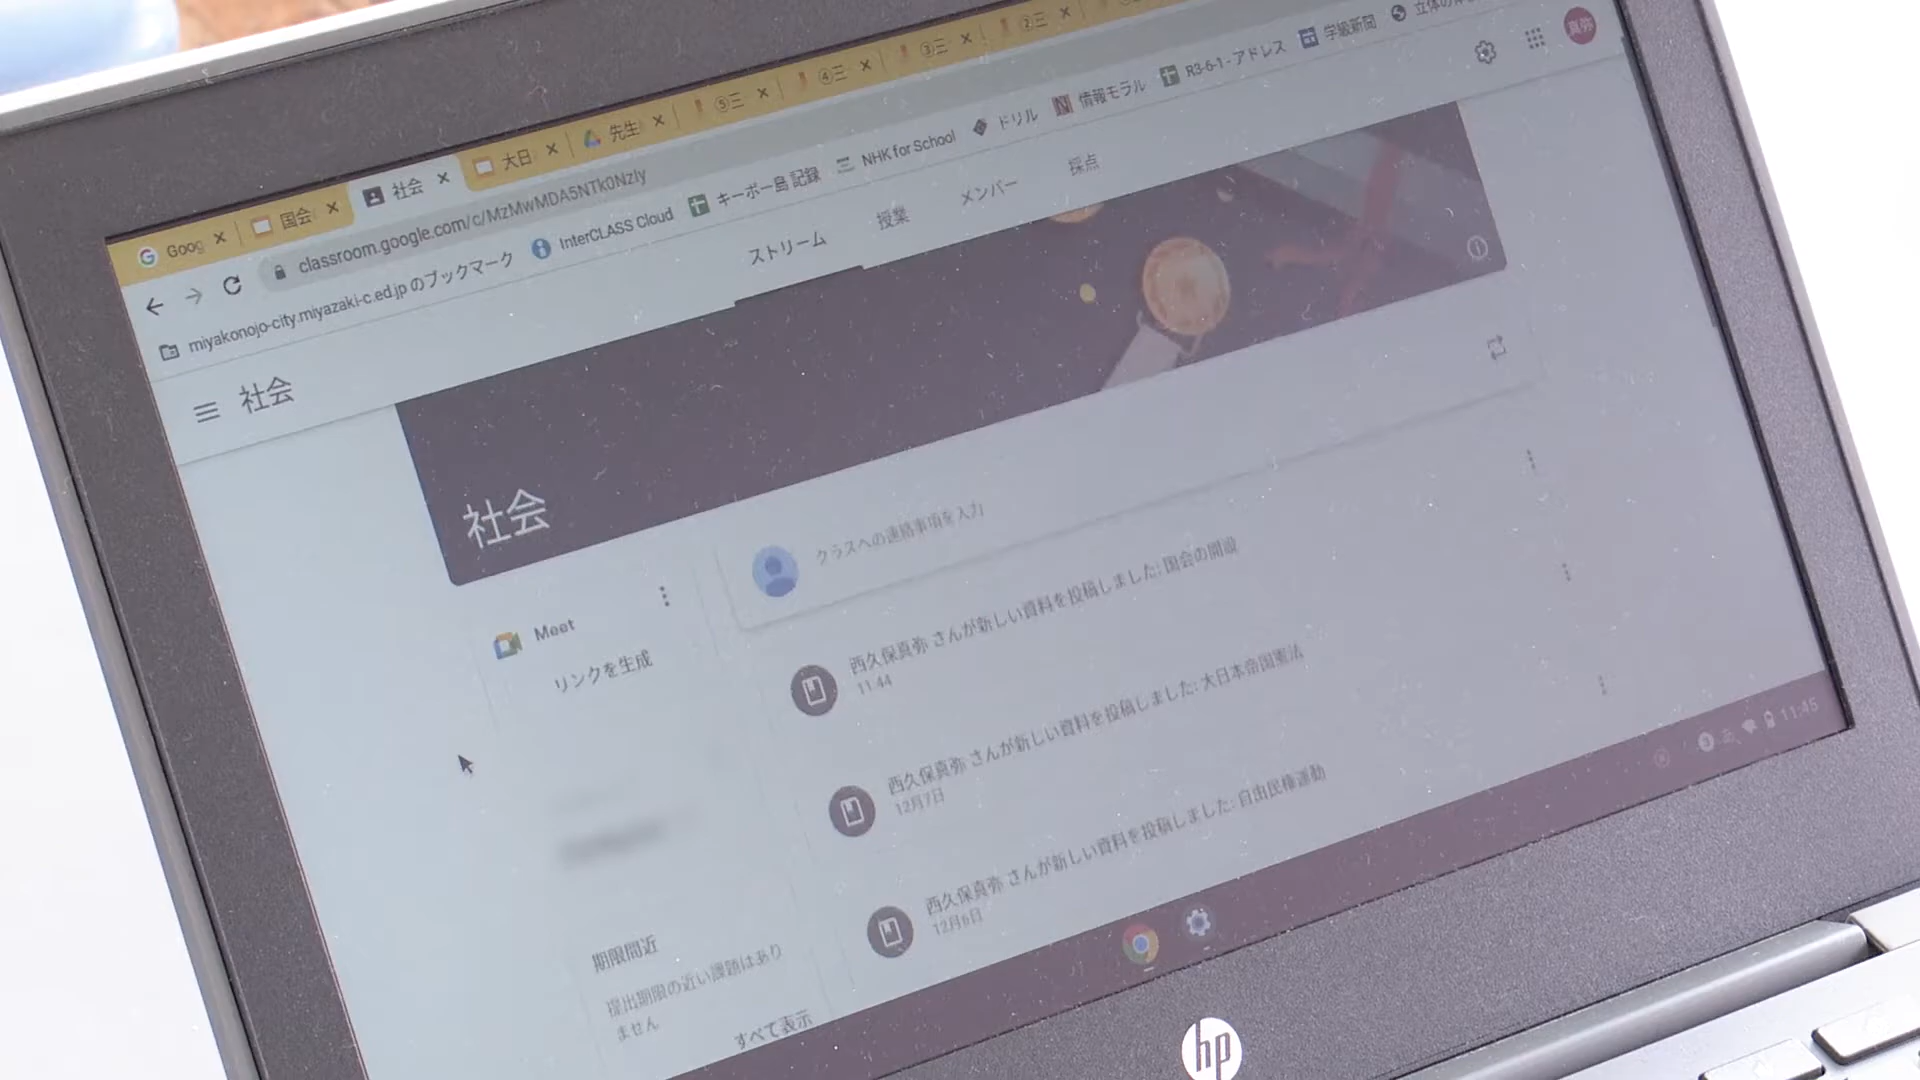 Goog
国会
社会
大日
先生
⑤三
④三
③三
②三
classroom.google.com/c/MzMwMDA5NTk0NzIy
miyakonojo-city.miyazaki-c.ed.jp のブックマーク
InterCLASS Cloud
キーボー島 記録
NHK for School
ドリル
情報モラル
R3-6-1 - アドレス
学級新聞
真弥
社会
ストリーム
授業
メンバー
採点
社会
Meet
リンクを生成
クラスへの連絡事項を入力
西久保真弥 さんが新しい資料を投稿しました: 国会の開設
11:44
西久保真弥 さんが新しい資料を投稿しました: 大日本帝国憲法
12月7日
西久保真弥 さんが新しい資料を投稿しました: 自由民権運動
12月6日
期限間近
提出期限の近い課題はあり
ません
すべて表示
11:45
hp